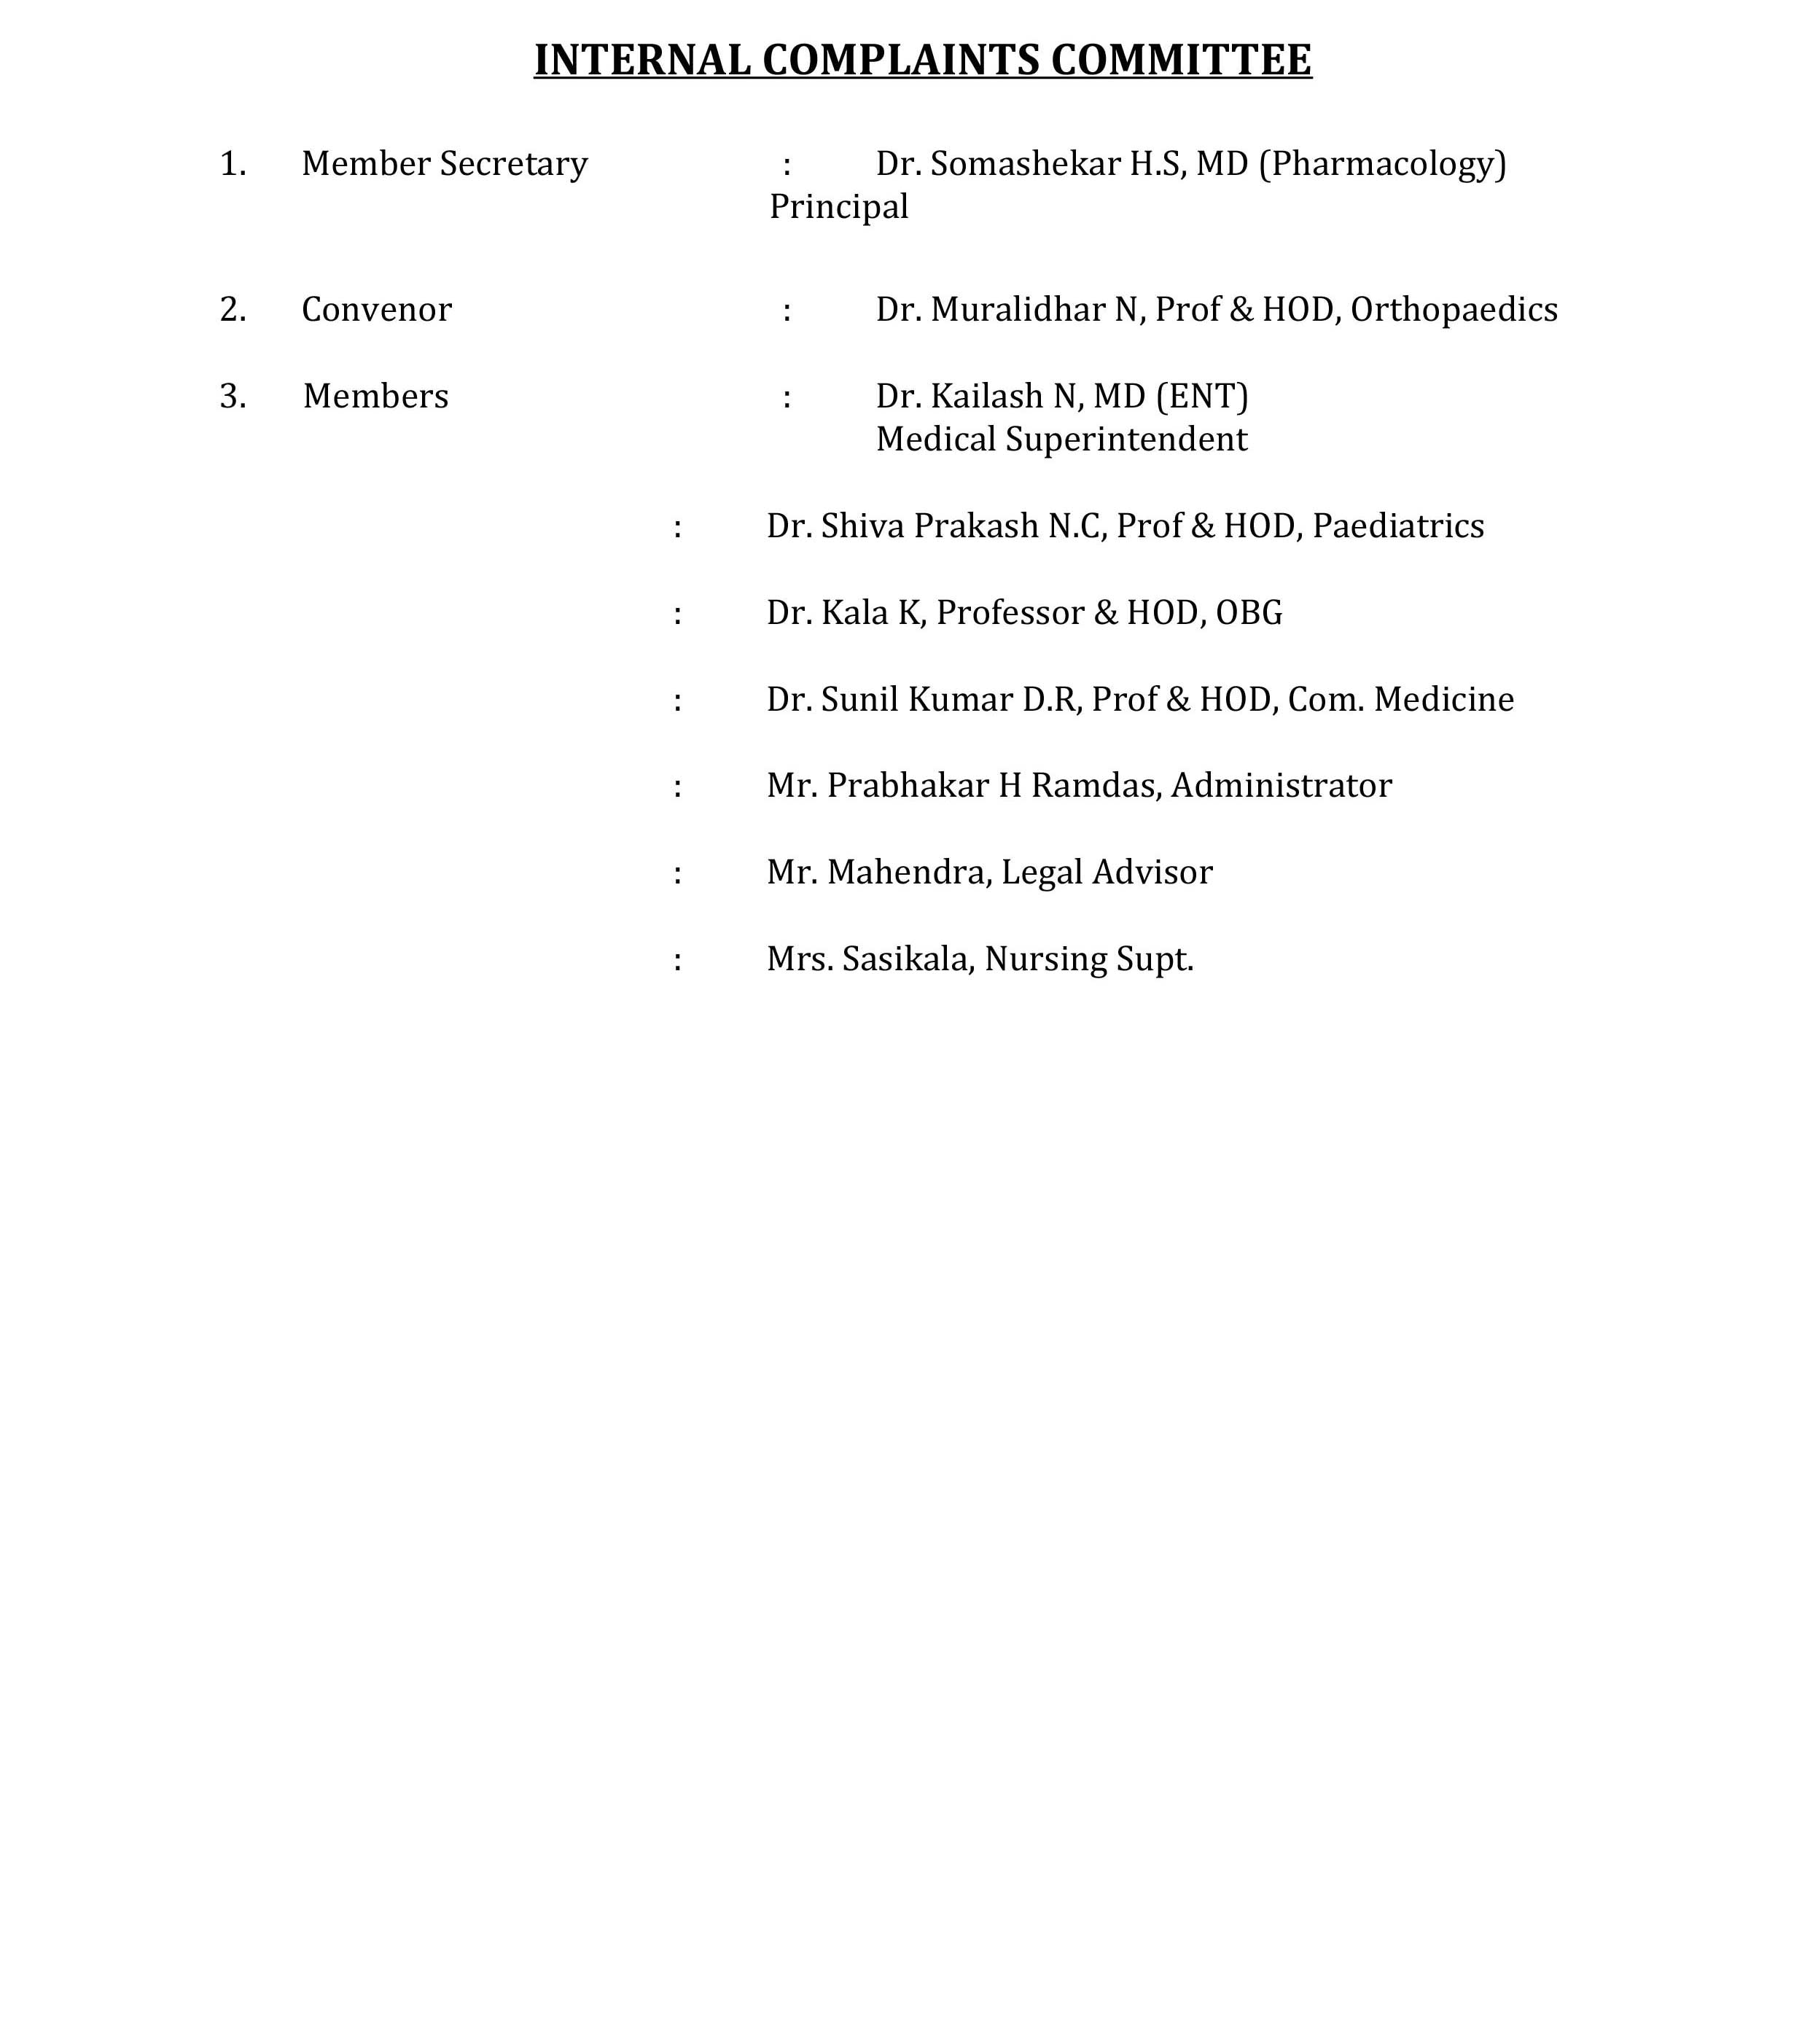 INTERNAL COMPLAINTS COMMITTEE
1. Member Secretary : Dr. Somashekar H.S, MD (Pharmacology)
Principal
2. Convenor : Dr. Muralidhar N, Prof & HOD, Orthopaedics
3. Members : Dr. Kailash N, MD (ENT)
Medical Superintendent
: Dr. Shiva Prakash N.C, Prof & HOD, Paediatrics
: Dr. Kala K, Professor & HOD, OBG
: Dr. Sunil Kumar D.R, Prof & HOD, Com. Medicine
: Mr. Prabhakar H Ramdas, Administrator
: Mr. Mahendra, Legal Advisor
: Mrs. Sasikala, Nursing Supt.